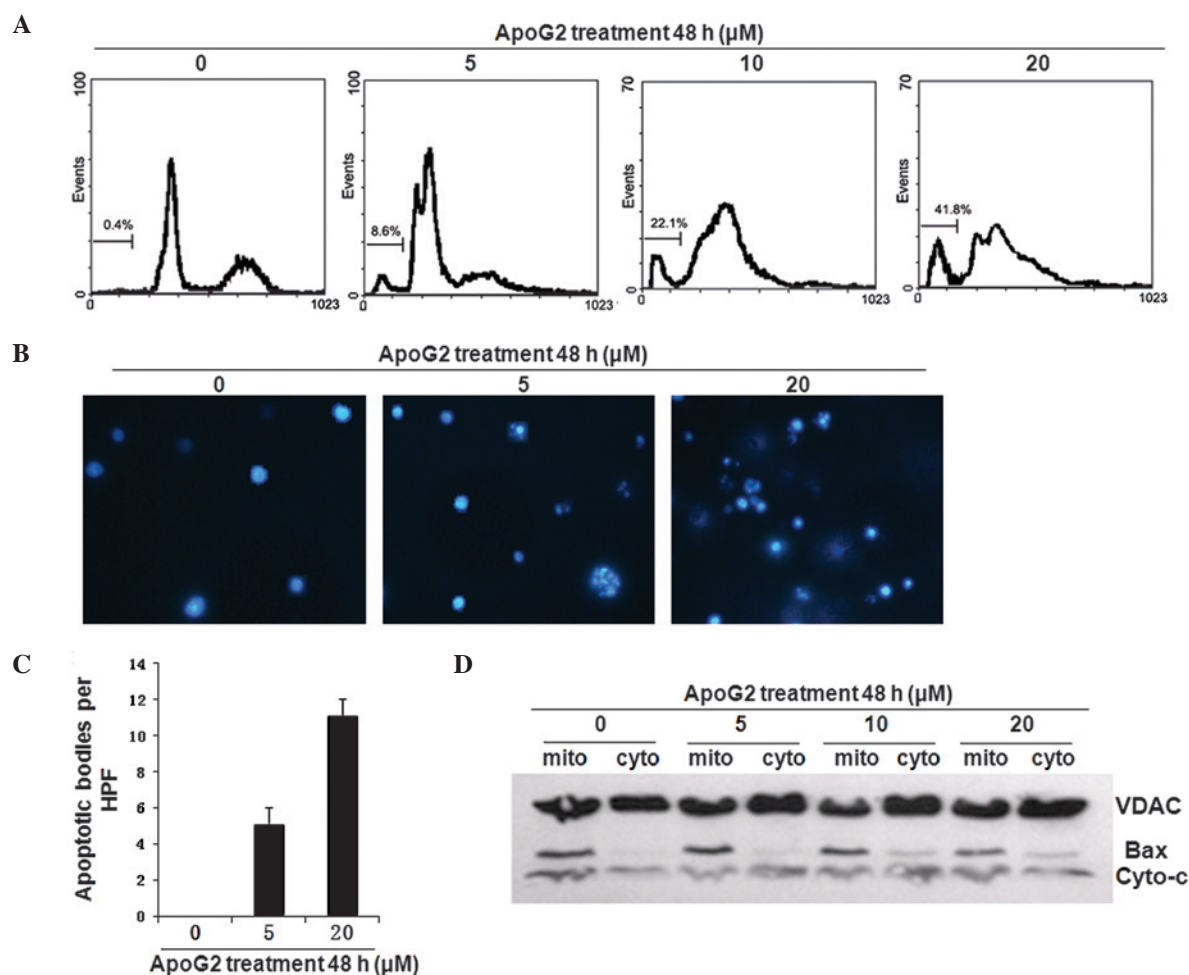 A
ApoG2 treatment 48 h (µM)
0 5 10 20
100 100 70 70
Events Events Events Events
0.4% 8.6% 22.1% 41.8%
0 0 0 0
0 1023 0 1023 0 1023 0 1023
B
ApoG2 treatment 48 h (µM)
0 5 20
C
Apoptotic bodies per
HPF
14
12
10
8
6
4
2
0
0 5 20
ApoG2 treatment 48 h (µM)
D
ApoG2 treatment 48 h (µM)
0 5 10 20
mito cyto mito cyto mito cyto mito cyto
VDAC
Bax
Cyto-c